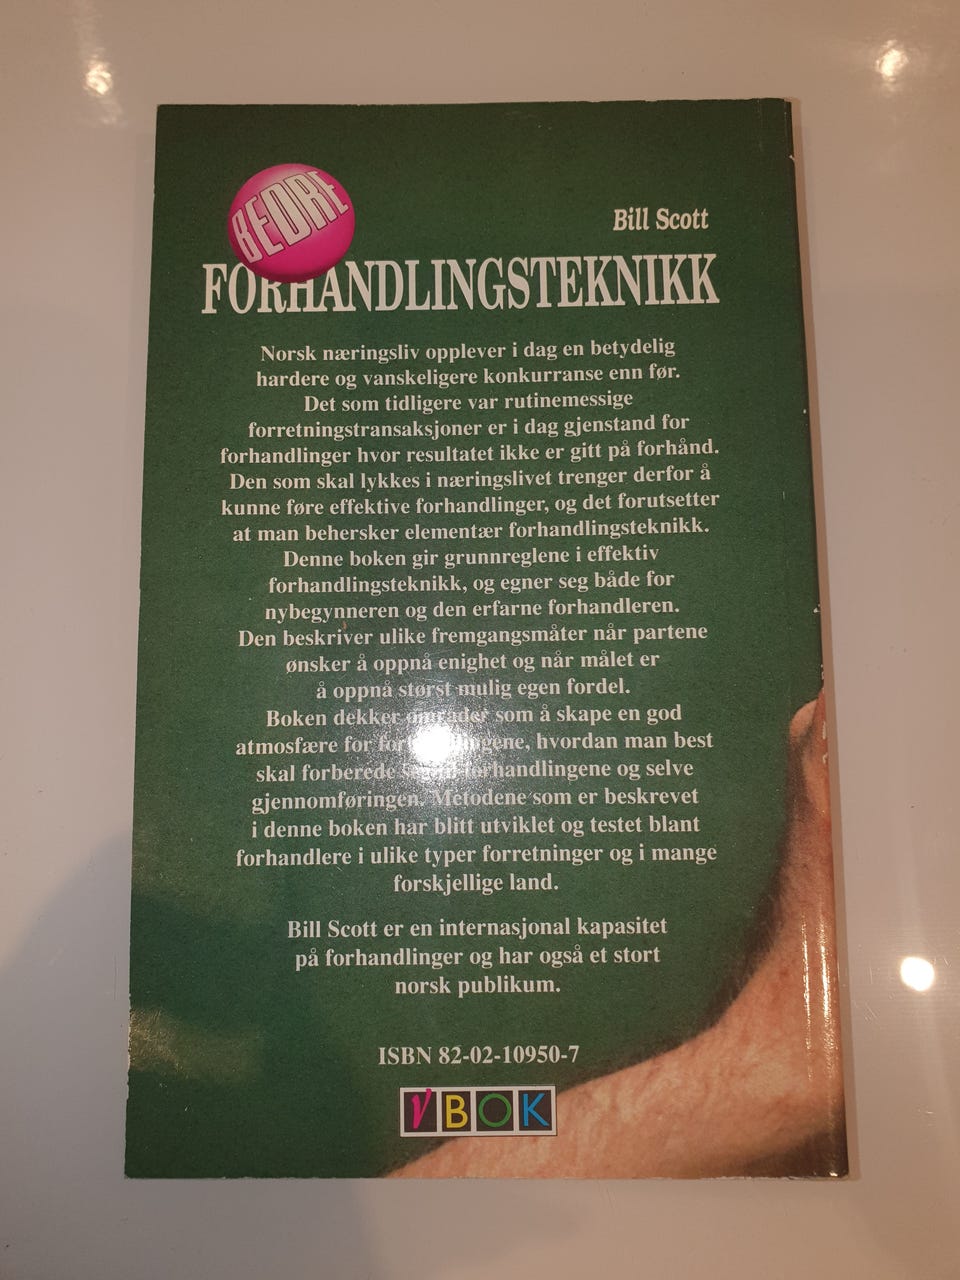 Bill Scott
BEDRE
FORHANDLINGSTEKNIKK
Norsk næringsliv opplever i dag en betydelig
hardere og vanskeligere konkurranse enn før.
Det som tidligere var rutinemessige
forretningstransaksjoner er i dag gjenstand for
forhandlinger hvor resultatet ikke er gitt på forhånd.
Den som skal lykkes i næringslivet trenger derfor å
kunne føre effektive forhandlinger, og det forutsetter
at man behersker elementær forhandlingsteknikk.
Denne boken gir grunnreglene i effektiv
forhandlingsteknikk, og egner seg både for
nybegynneren og den erfarne forhandleren.
Den beskriver ulike fremgangsmåter når partene
ønsker å oppnå enighet og når målet er
å oppnå størst mulig egen fordel.
Boken dekker områder som å skape en god
atmosfære for forhandlingene, hvordan man best
skal forberede forhandlingene og selve
gjennomføringen. Metodene som er beskrevet
i denne boken har blitt utviklet og testet blant
forhandlere i ulike typer forretninger og i mange
forskjellige land.
Bill Scott er en internasjonal kapasitet
på forhandlinger og har også et stort
norsk publikum.
ISBN 82-02-10950-7
V BOK